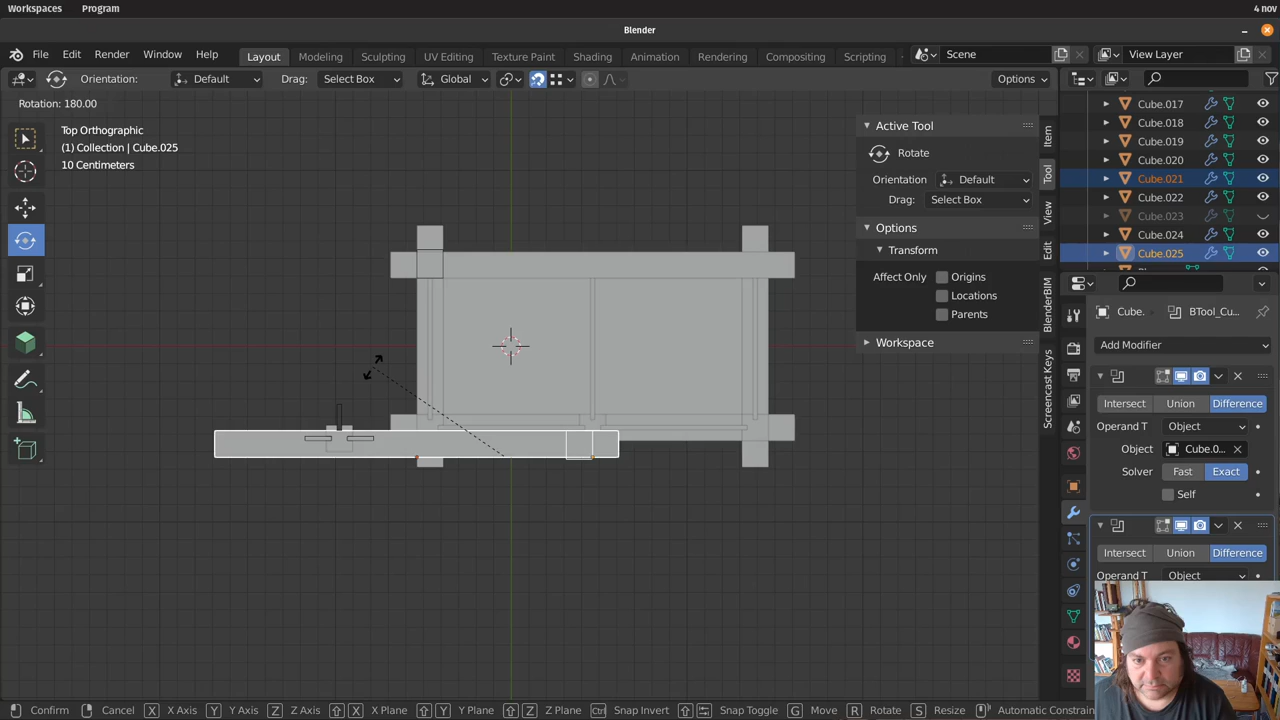 Workspaces Program 4 nov
Blender
File Edit Render Window Help Layout Modeling Sculpting UV Editing Texture Paint Shading Animation Rendering Compositing Scripting Scene View Layer
Orientation: Default Drag: Select Box Global Options
Rotation: 180.00
Top Orthographic
(1) Collection | Cube.025
10 Centimeters
Active Tool
Rotate
Orientation Default
Drag: Select Box
Options
Transform
Affect Only Origins
Locations
Parents
Workspace
Item
Tool
View
Edit
BlenderBIM
Screencast Keys
Cube.017
Cube.018
Cube.019
Cube.020
Cube.021
Cube.022
Cube.023
Cube.024
Cube.025
Cube. BTool_Cu...
Add Modifier
Intersect Union Difference
Operand T Object
Object Cube.0...
Solver Fast Exact
Self
Intersect Union Difference
Operand T Object
Confirm Cancel X X Axis Y Y Axis Z Z Axis X X Plane Y Y Plane Z Z Plane Ctrl Snap Invert Snap Toggle G Move R Rotate S Resize Automatic Constrain